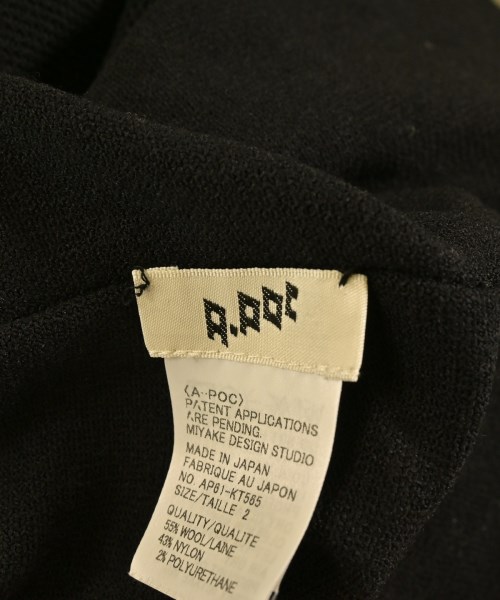 A.POC
〈A-POC〉
PATENT APPLICATIONS
ARE PENDING.
MIYAKE DESIGN STUDIO
MADE IN JAPAN
FABRIQUE AU JAPON
NO AP61-KT565
SIZE/TAILLE 2
QUALITY/QUALITE
55% WOOL/LAINE
43% NYLON
2% POLYURETHANE